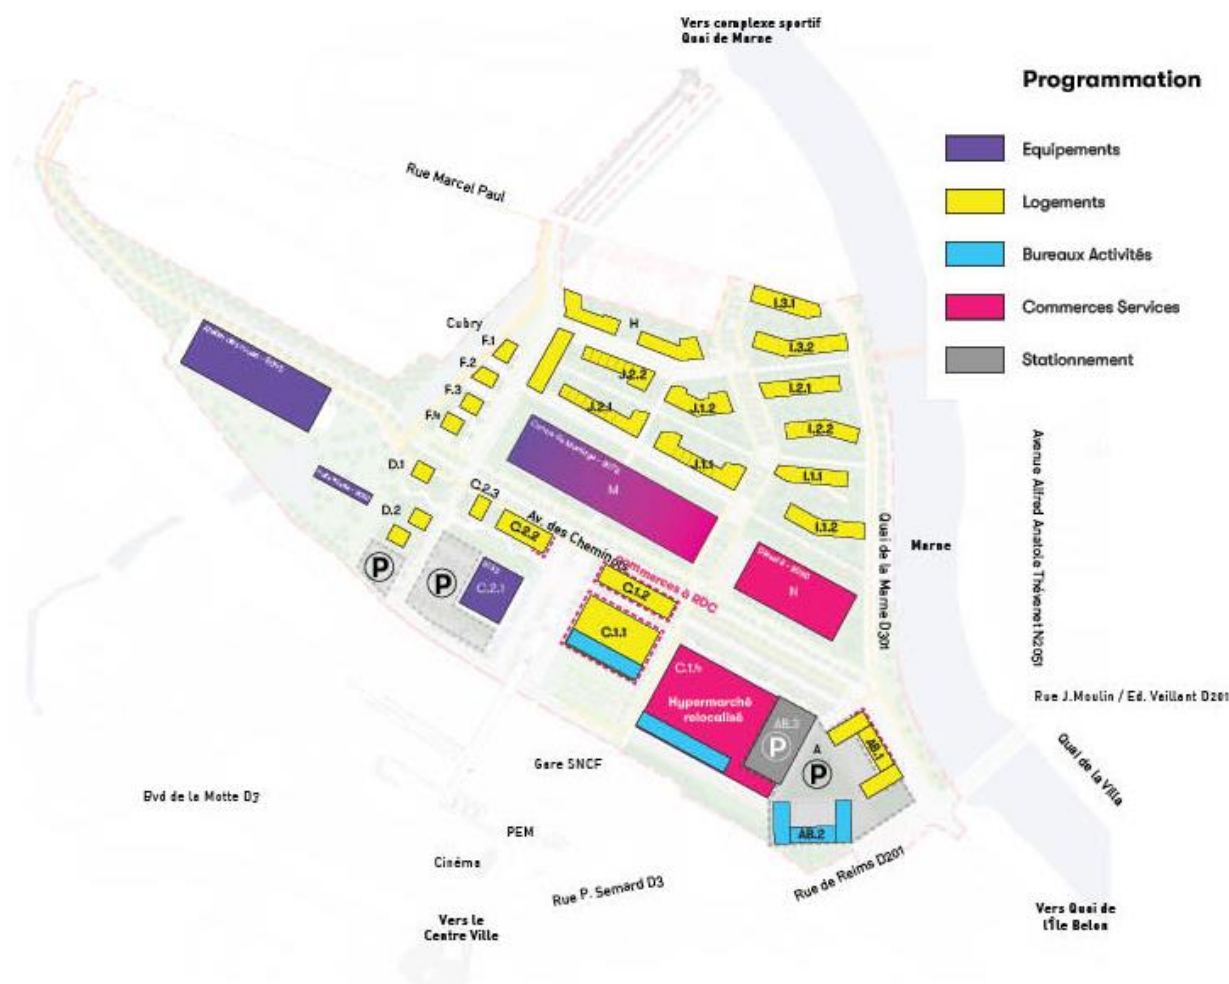 Vers complexe sportif
Quai de Marne
Programmation
Equipements
Logements
Bureaux Activités
Commerces Services
Stationnement
Rue Marcel Paul
Cubry
F.1
F.2
F.3
F.4
H
I.3.1
I.3.2
I.2.1
I.2.2
I.1.1
I.1.2
J.2.2
J.2.1
J.1.2
J.1.1
M
N
D.1
D.2
C.2.3
C.2.2
C.2.1
Av. des Cheminots
Commerces à RDC
C.1.2
C.1.1
C.1.4
Hypermarché
relocalisé
AB.3
P
P
P
A
P
AB.1
AB.2
Quai de la Marne D301
Marne
Avenue Alfred Anatole Thévenet N2051
Rue J.Moulin / Ed. Vaillant D201
Quai de la Villa
Gare SNCF
Bvd de la Motte D3
PEM
Cinéma
Rue P. Semard D3
Rue de Reims D201
Vers le
Centre Ville
Vers Quai de
l'Île Belon